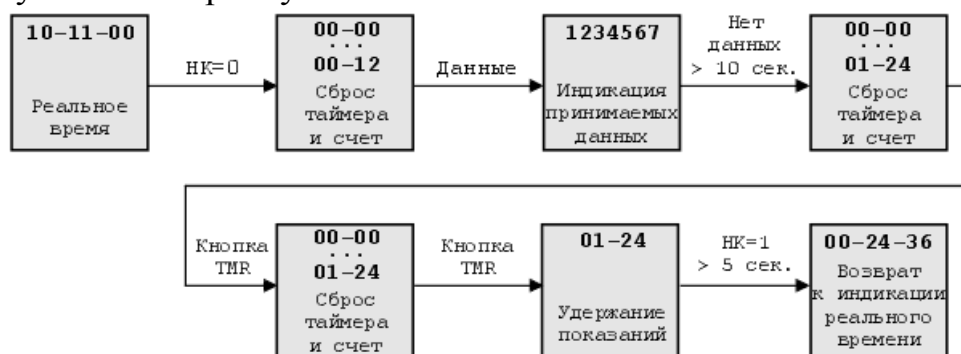 10-11-00
Реальное
время
НК=0
00-00
...
00-12
Сброс
таймера
и счет
Данные
1234567
Индикация
принимаемых
данных
Нет
данных
> 10 сек.
00-00
...
01-24
Сброс
таймера
и счет
Кнопка
TMR
00-00
...
01-24
Сброс
таймера
и счет
Кнопка
TMR
01-24
Удержание
показаний
НК=1
> 5 сек.
00-24-36
Возврат
к индикации
реального
времени